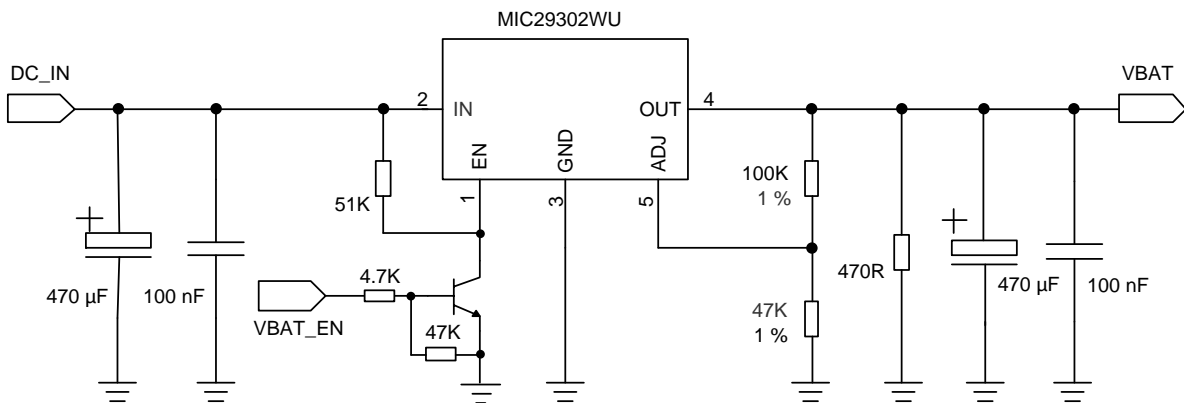 MIC29302WU
DC_IN
VBAT
2
IN
OUT
4
EN
GND
ADJ
1
3
5
51K
100K
1 %
470 µF
100 nF
4.7K
VBAT_EN
47K
470R
47K
1 %
470 µF
100 nF